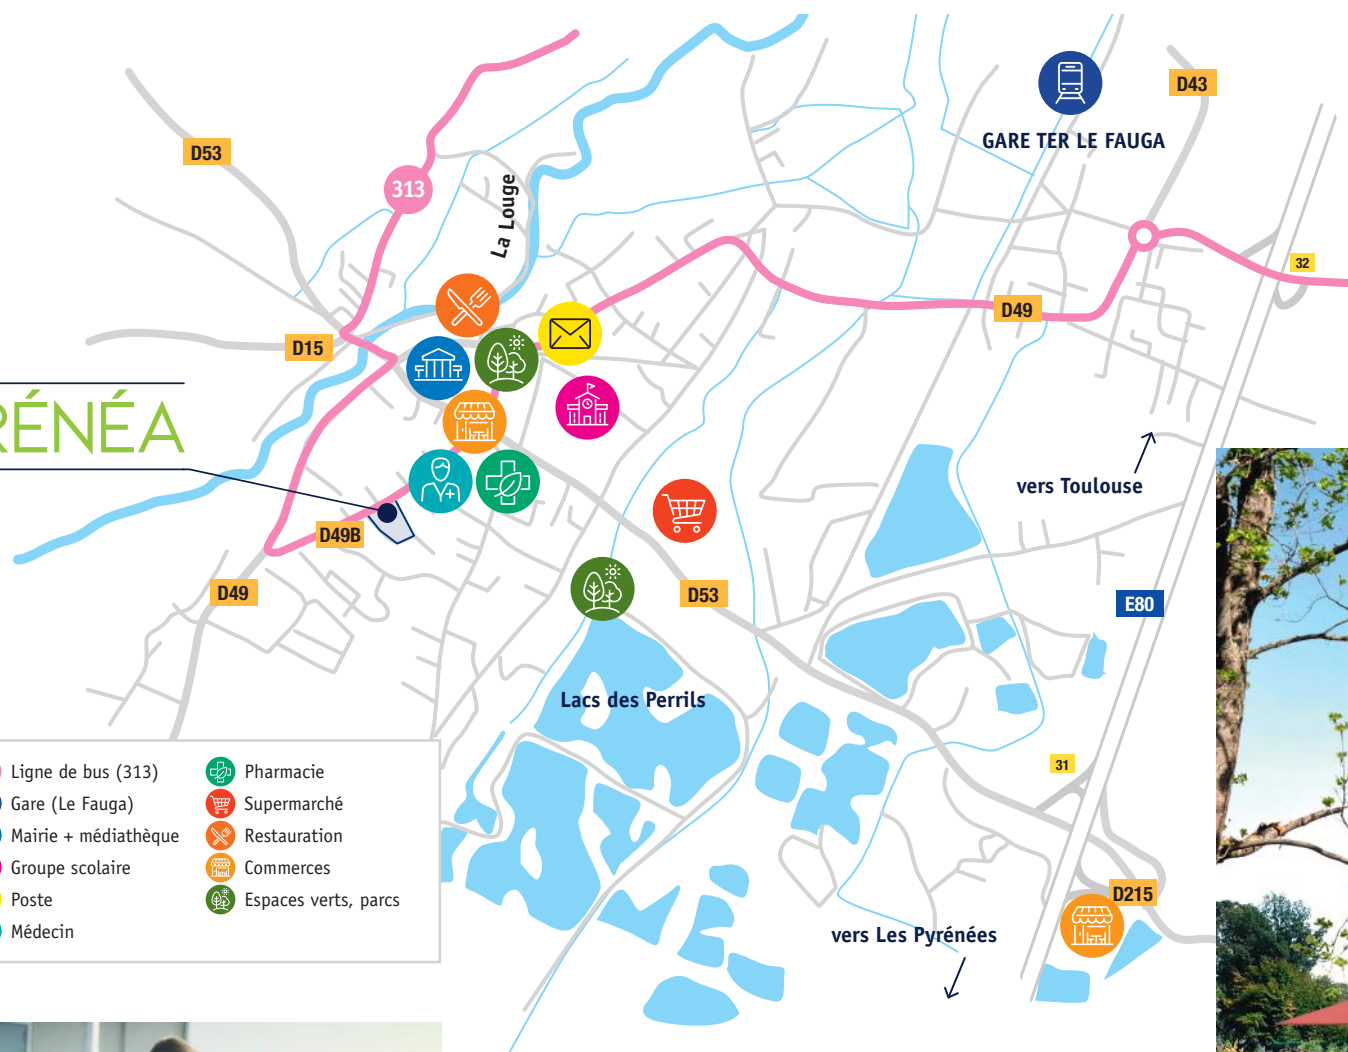 D43
GARE TER LE FAUGA
D53
313
La Louge
32
D49
D15
RÉNÉA
vers Toulouse
D49B
D49
D53
E80
Lacs des Perrils
31
Ligne de bus (313)
Gare (Le Fauga)
Mairie + médiathèque
Groupe scolaire
Poste
Médecin
Pharmacie
Supermarché
Restauration
Commerces
Espaces verts, parcs
D215
vers Les Pyrénées